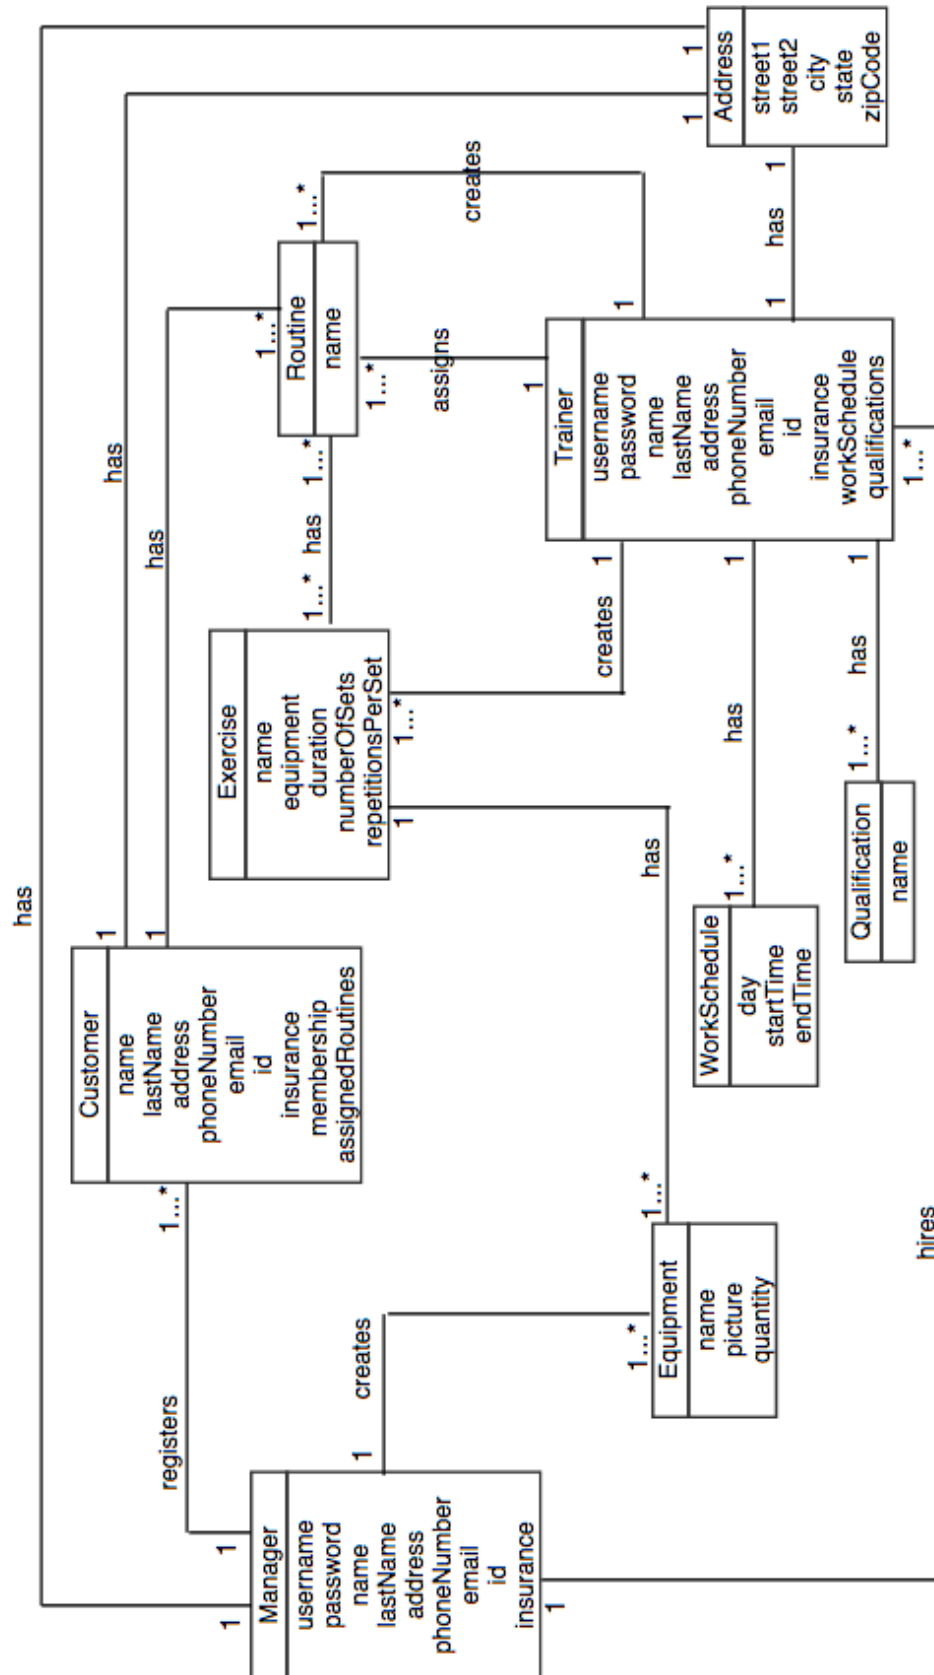 has
has
has
registers
creates
Manager
username
password
name
lastName
address
phoneNumber
email
id
insurance
1
1
1
1
Customer
name
lastName
address
phoneNumber
email
id
insurance
membership
assignedRoutines
1...*
1
1
Equipment
name
picture
quantity
1...*
1...*
has
Exercise
name
equipment
duration
numberOfSets
repetitionsPerSet
1
1...*
1...*
has
Routine
name
1...*
1...*
1...*
1...*
assigns
creates
creates
WorkSchedule
day
startTime
endTime
1...*
has
Qualification
name
1...*
has
Trainer
username
password
name
lastName
address
phoneNumber
email
id
insurance
workSchedule
qualifications
1
1
1
1
1
1
1...*
has
Address
street1
street2
city
state
zipCode
1
1
1
hires